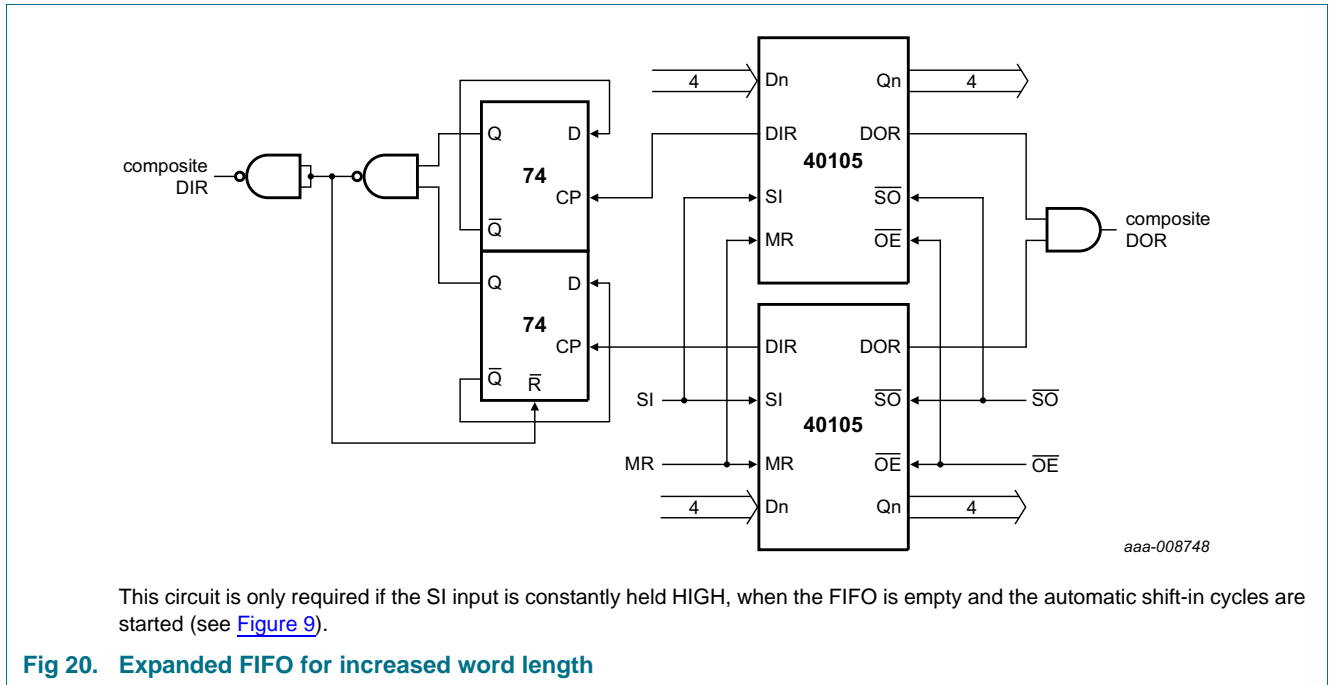 4 Dn Qn 4
Q D DIR DOR
40105
composite
DIR
74
CP SI SO
composite
DOR
Q MR OE
Q D
74
CP DIR DOR
Q R
SI SI SO SO
40105
MR MR OE OE
4 Dn Qn 4
aaa-008748
This circuit is only required if the SI input is constantly held HIGH, when the FIFO is empty and the automatic shift-in cycles are
started (see Figure 9).
Fig 20. Expanded FIFO for increased word length